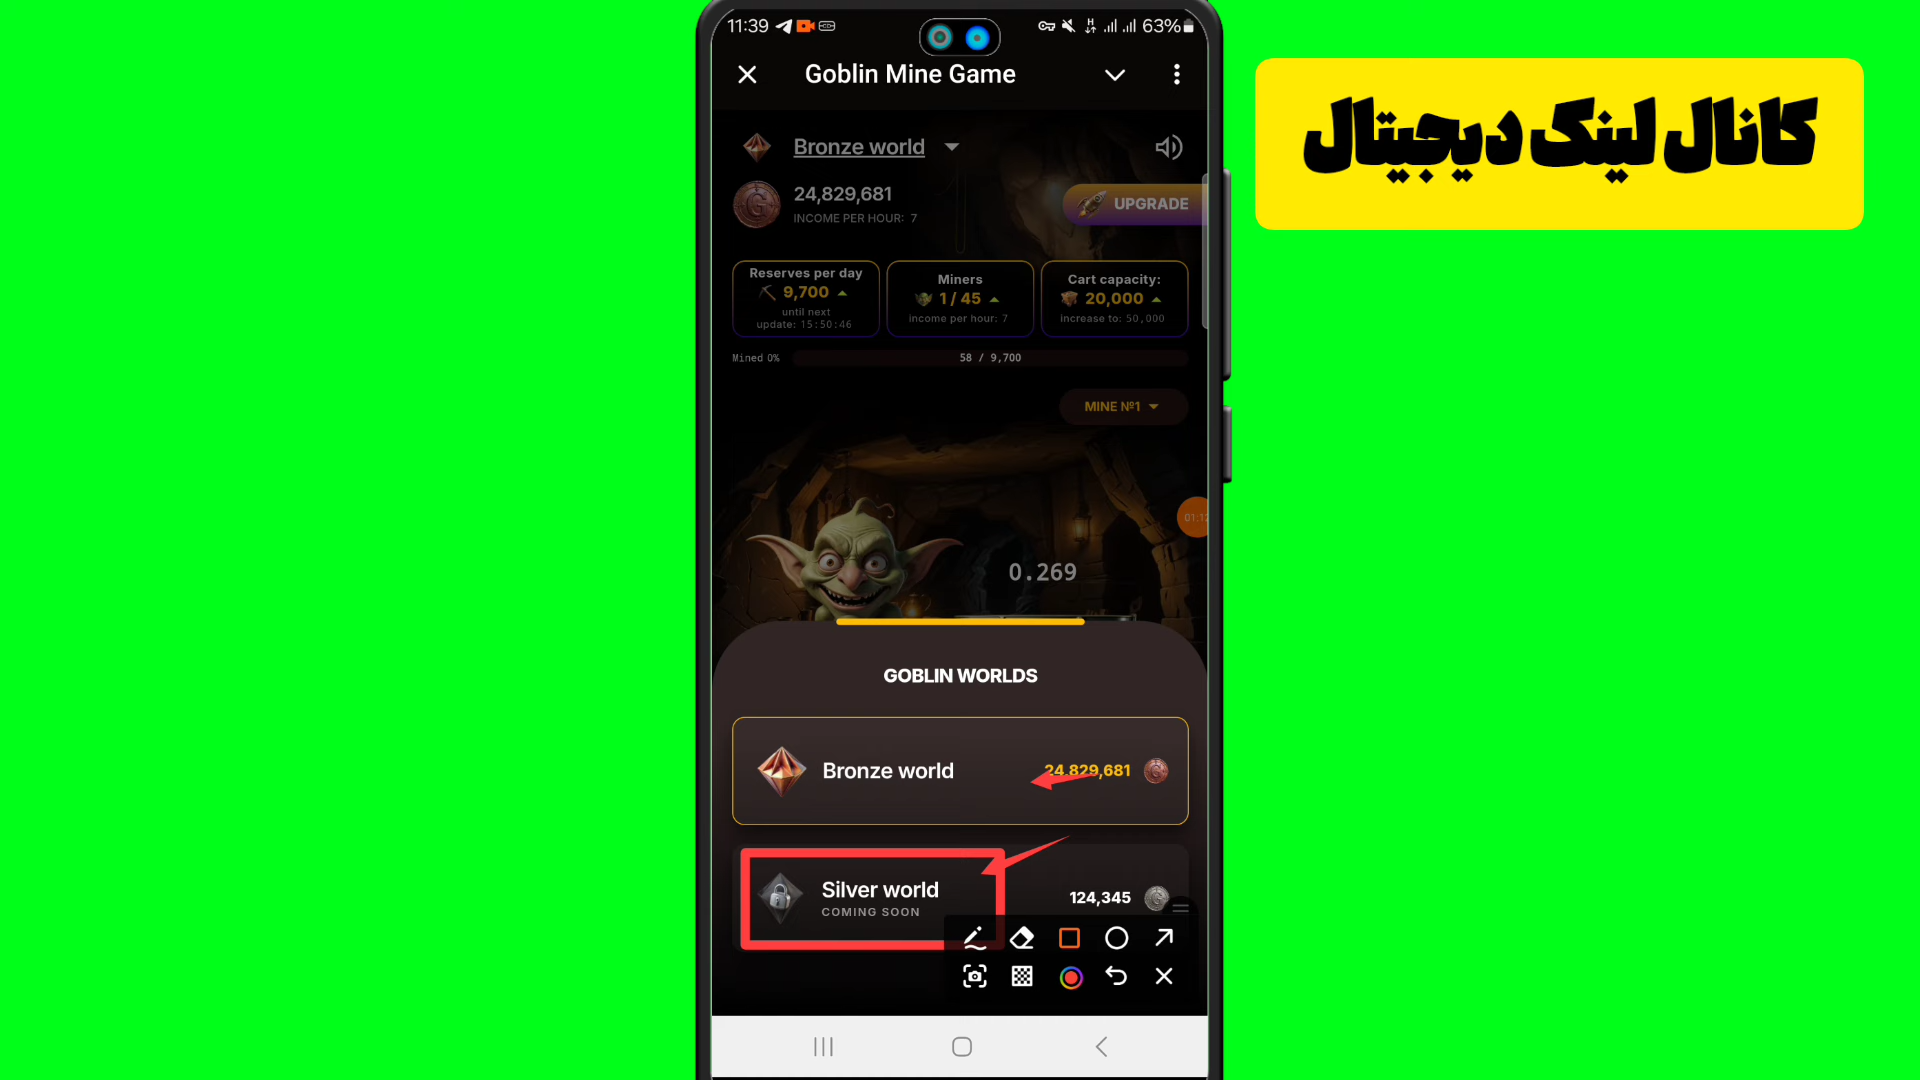 11:39
63%
Goblin Mine Game
کانال لینک دیجیتال
Bronze world
24,829,681
INCOME PER HOUR: 7
UPGRADE
Reserves per day
9,700
until next
update: 15:50:46
Miners
1 / 45
income per hour: 7
Cart capacity:
20,000
increase to: 50,000
Mined 0%
58 / 9,700
MINE №1
0.269
GOBLIN WORLDS
Bronze world
24,829,681
Silver world
COMING SOON
124,345